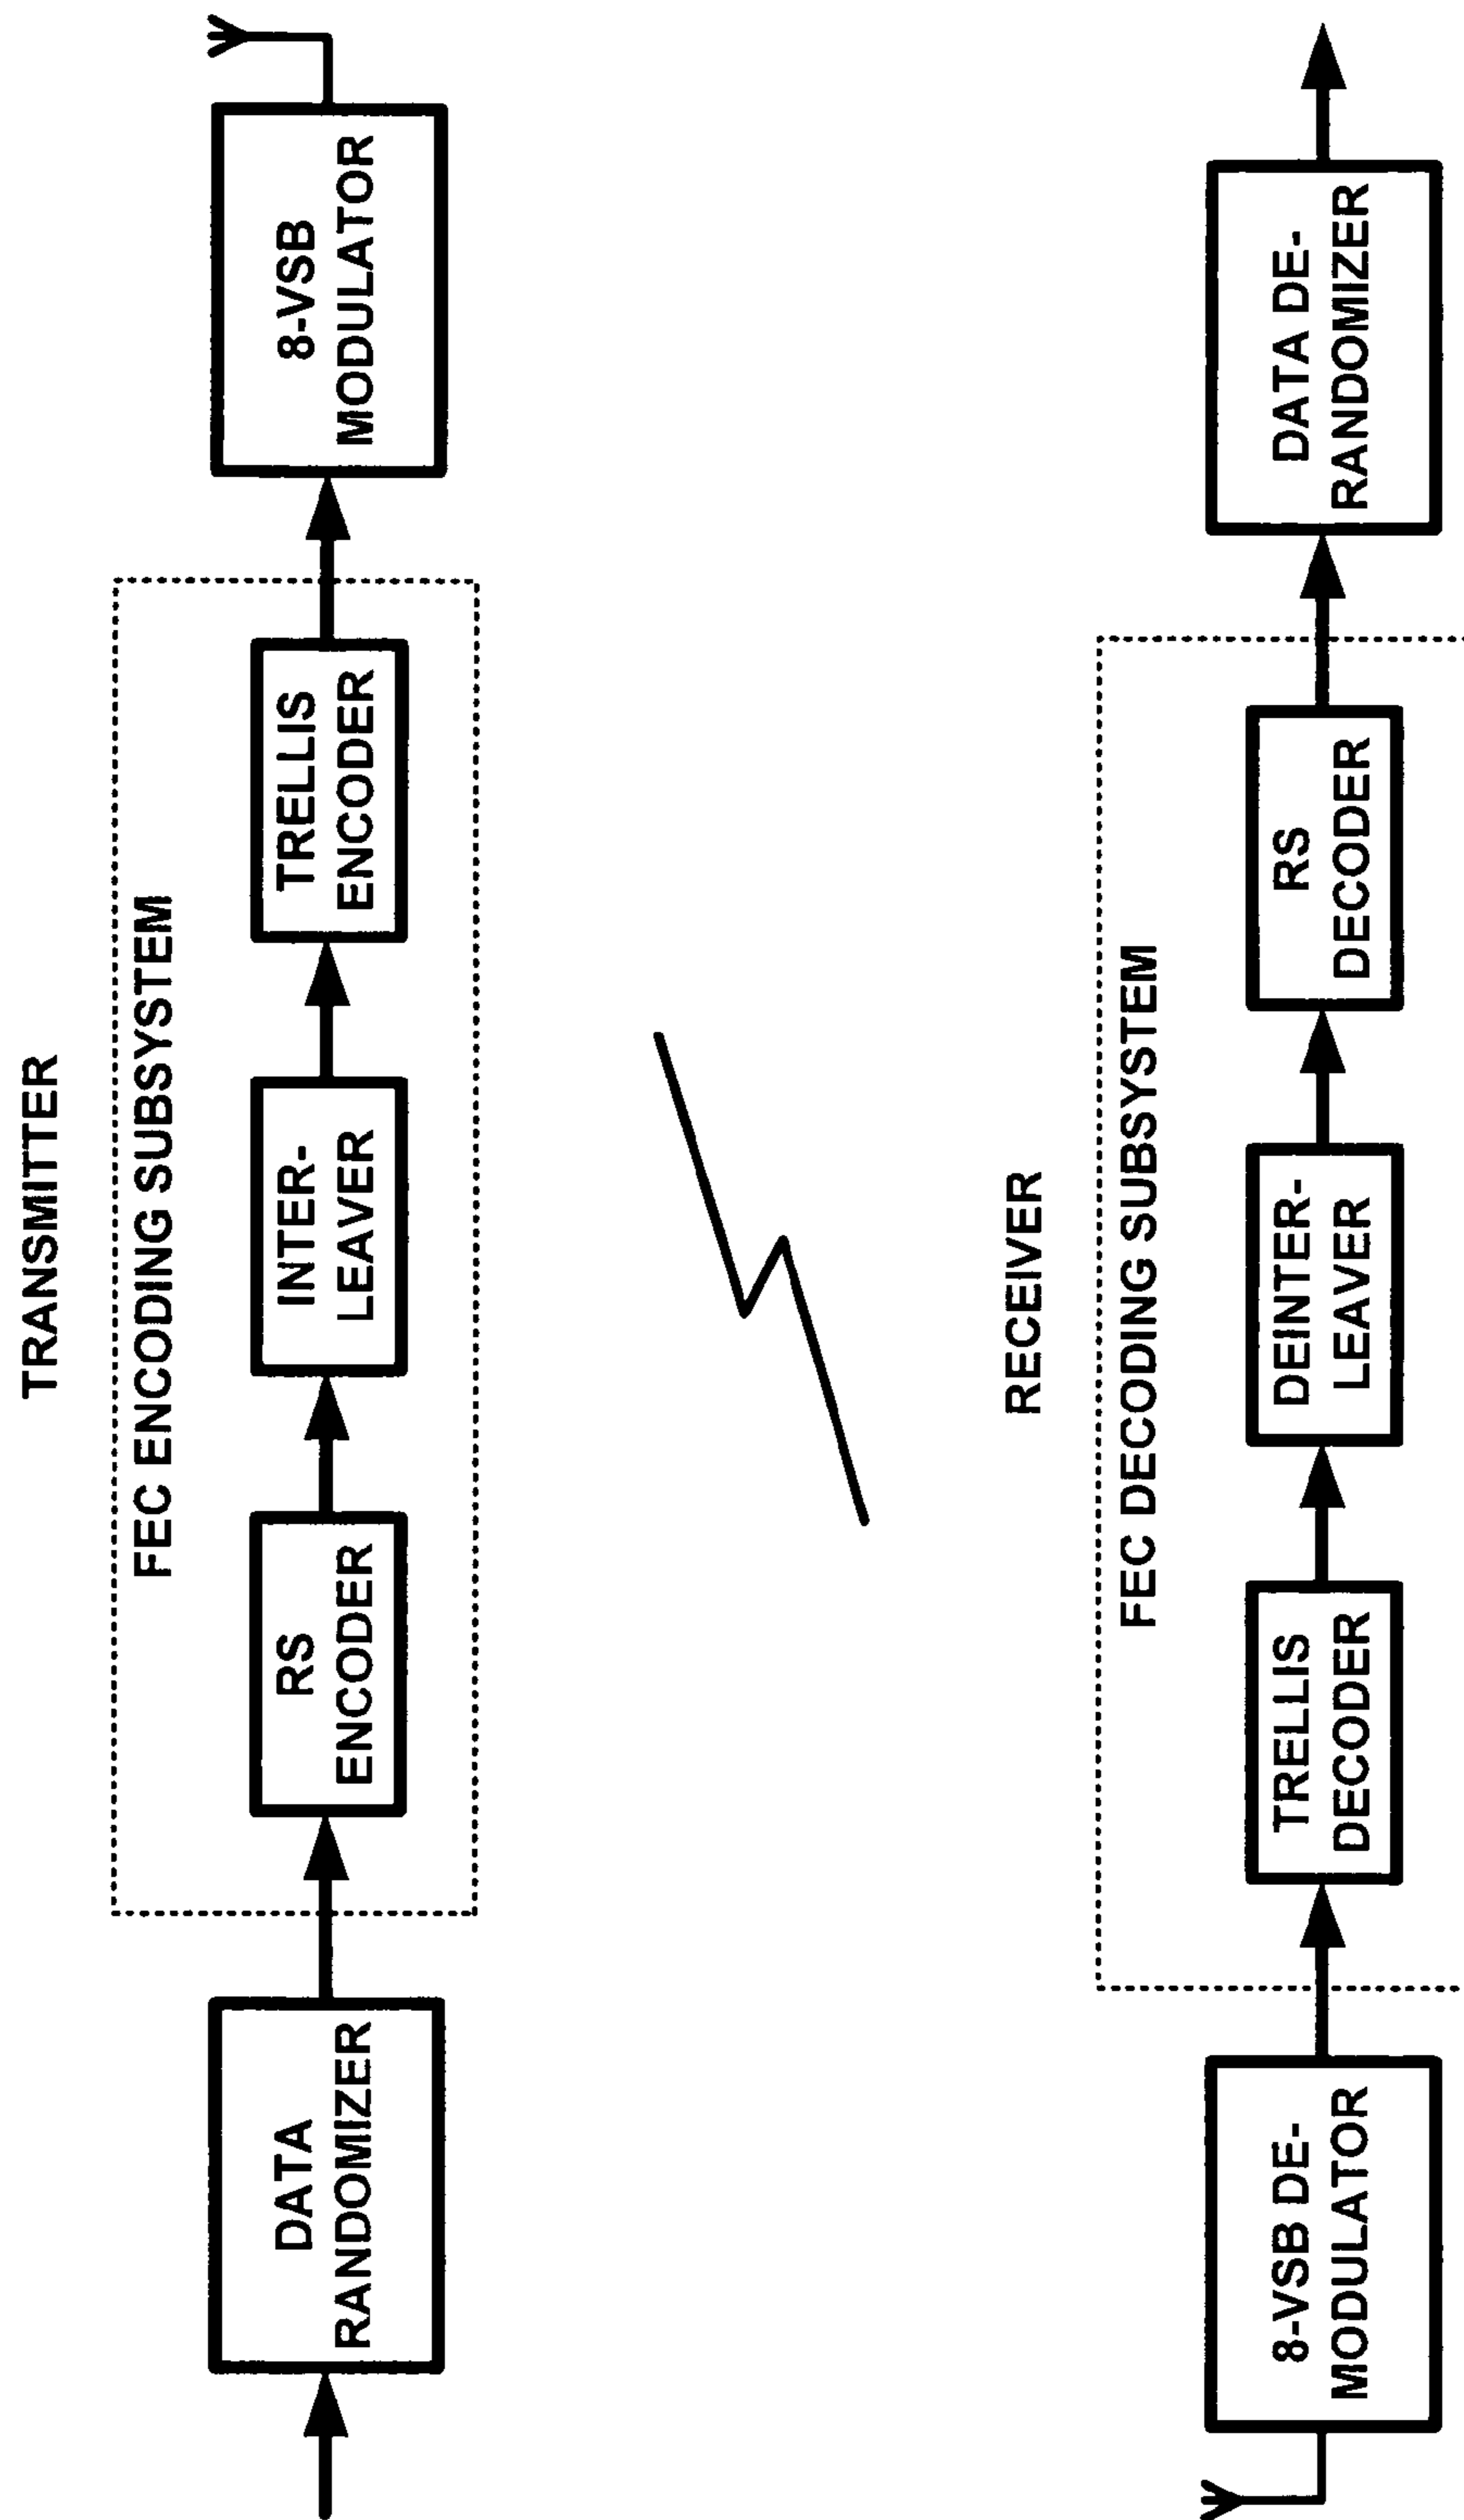 TRANSMITTER
FEC ENCODING SUBSYSTEM
DATA
RANDOMIZER
RS
ENCODER
INTER-
LEAVER
TRELLIS
ENCODER
8-VSB
MODULATOR
RECEIVER
FEC DECODING SUBSYSTEM
8-VSB DE-
MODULATOR
TRELLIS
DECODER
DEINTER-
LEAVER
RS
DECODER
DATA DE-
RANDOMIZER